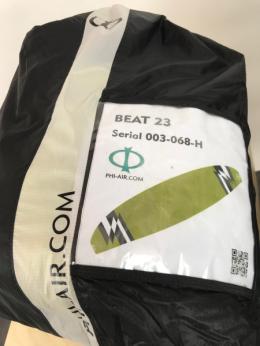 BEAT 23
Serial 003-068-H
PHI-AIR.COM
-AIR.COM